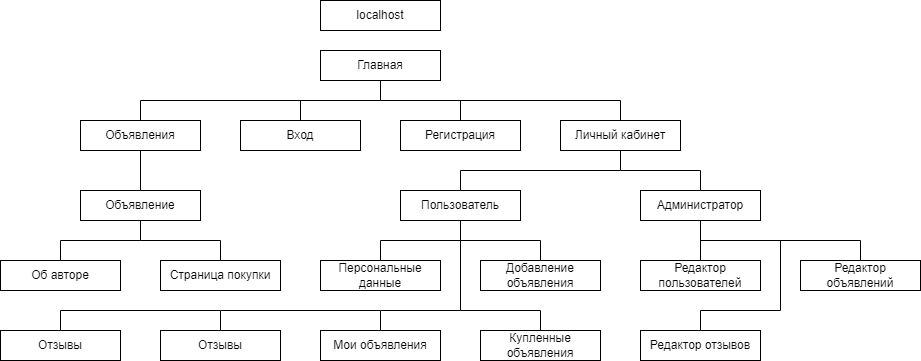 localhost
Главная
Объявления
Вход
Регистрация
Личный кабинет
Объявление
Пользователь
Администратор
Об авторе
Страница покупки
Персональные
данные
Добавление
объявления
Редактор
пользователей
Редактор
объявлений
Отзывы
Отзывы
Мои объявления
Купленные
объявления
Редактор отзывов